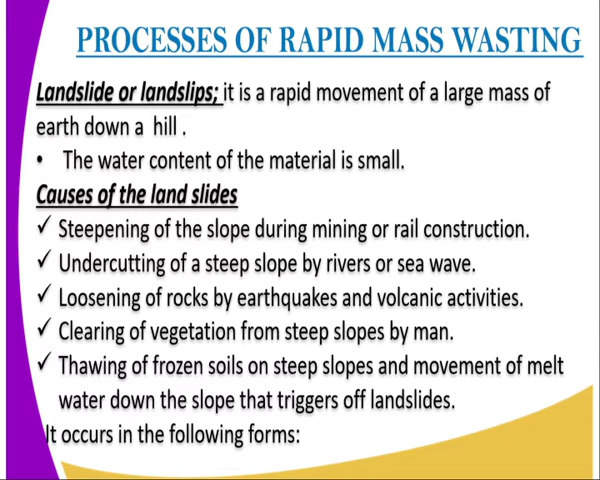 PROCESSES OF RAPID MASS WASTING
Landslide or landslips; it is a rapid movement of a large mass of
earth down a hill .
• The water content of the material is small.
Causes of the land slides
✓ Steepening of the slope during mining or rail construction.
✓ Undercutting of a steep slope by rivers or sea wave.
✓ Loosening of rocks by earthquakes and volcanic activities.
✓ Clearing of vegetation from steep slopes by man.
✓ Thawing of frozen soils on steep slopes and movement of melt
water down the slope that triggers off landslides.
It occurs in the following forms: